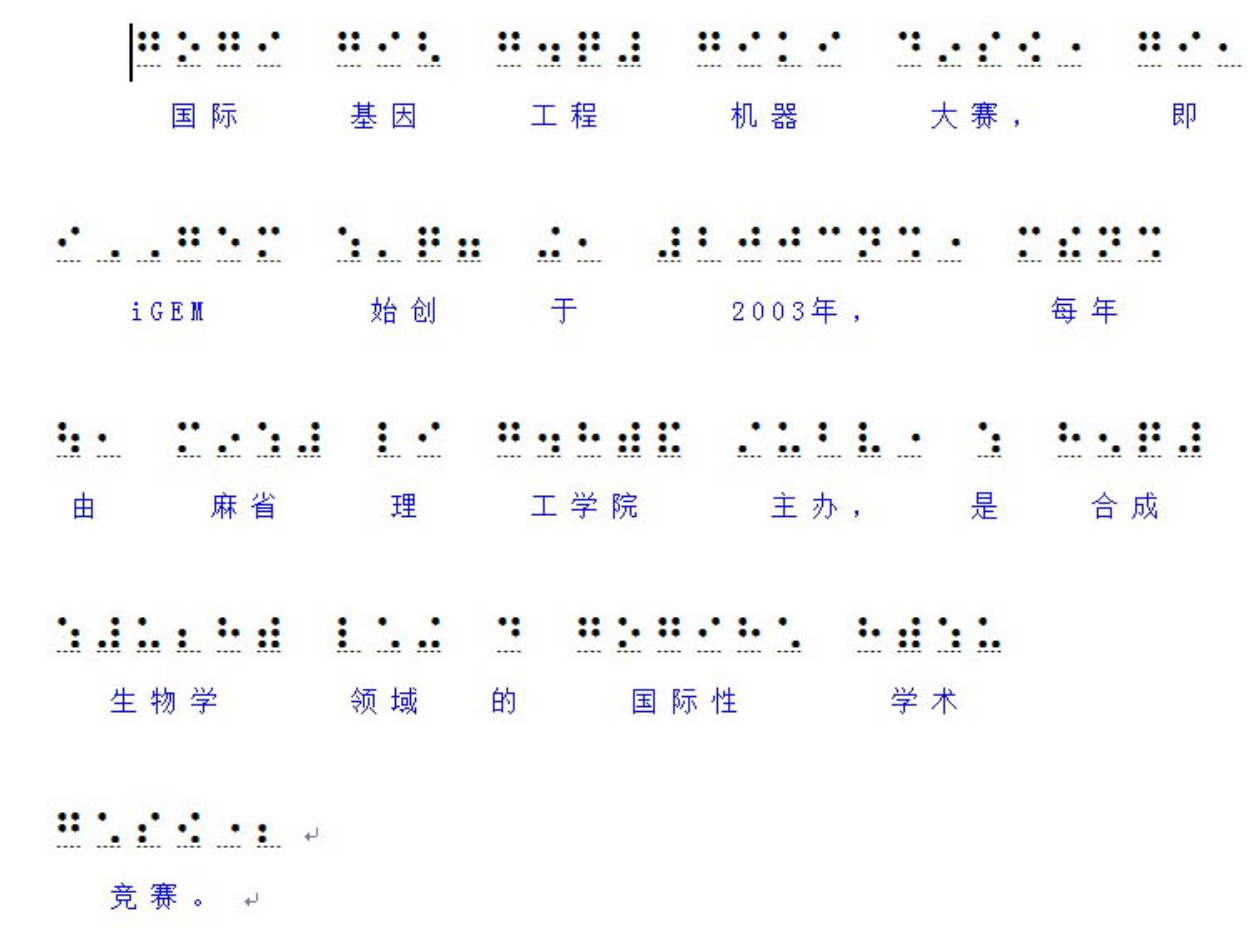 ⠛⠕⠛⠊ ⠛⠊⠣ ⠛⠲⠟⠼ ⠛⠊⠅⠊ ⠙⠔⠎⠪⠐ ⠛⠊⠂
国际 基因 工程 机器 大赛， 即
⠊⠠⠠⠛⠑⠍ ⠱⠄⠟⠶ ⠬⠂ ⠼⠃⠚⠚⠉⠝⠩⠐ ⠍⠮⠝⠩
iGEM 始创 于 2003年， 每年
⠳⠂ ⠍⠔⠱⠼ ⠇⠊ ⠛⠲⠓⠾⠯ ⠌⠥⠃⠧⠐ ⠱ ⠓⠢⠟⠼
由 麻省 理 工学院 主办， 是 合成
⠱⠼⠥⠆⠓⠾ ⠇⠡⠬ ⠙ ⠛⠕⠛⠊⠓⠡ ⠓⠾⠱⠥
生物学 领域 的 国际性 学术
⠛⠡⠎⠪⠐⠆
竞赛。